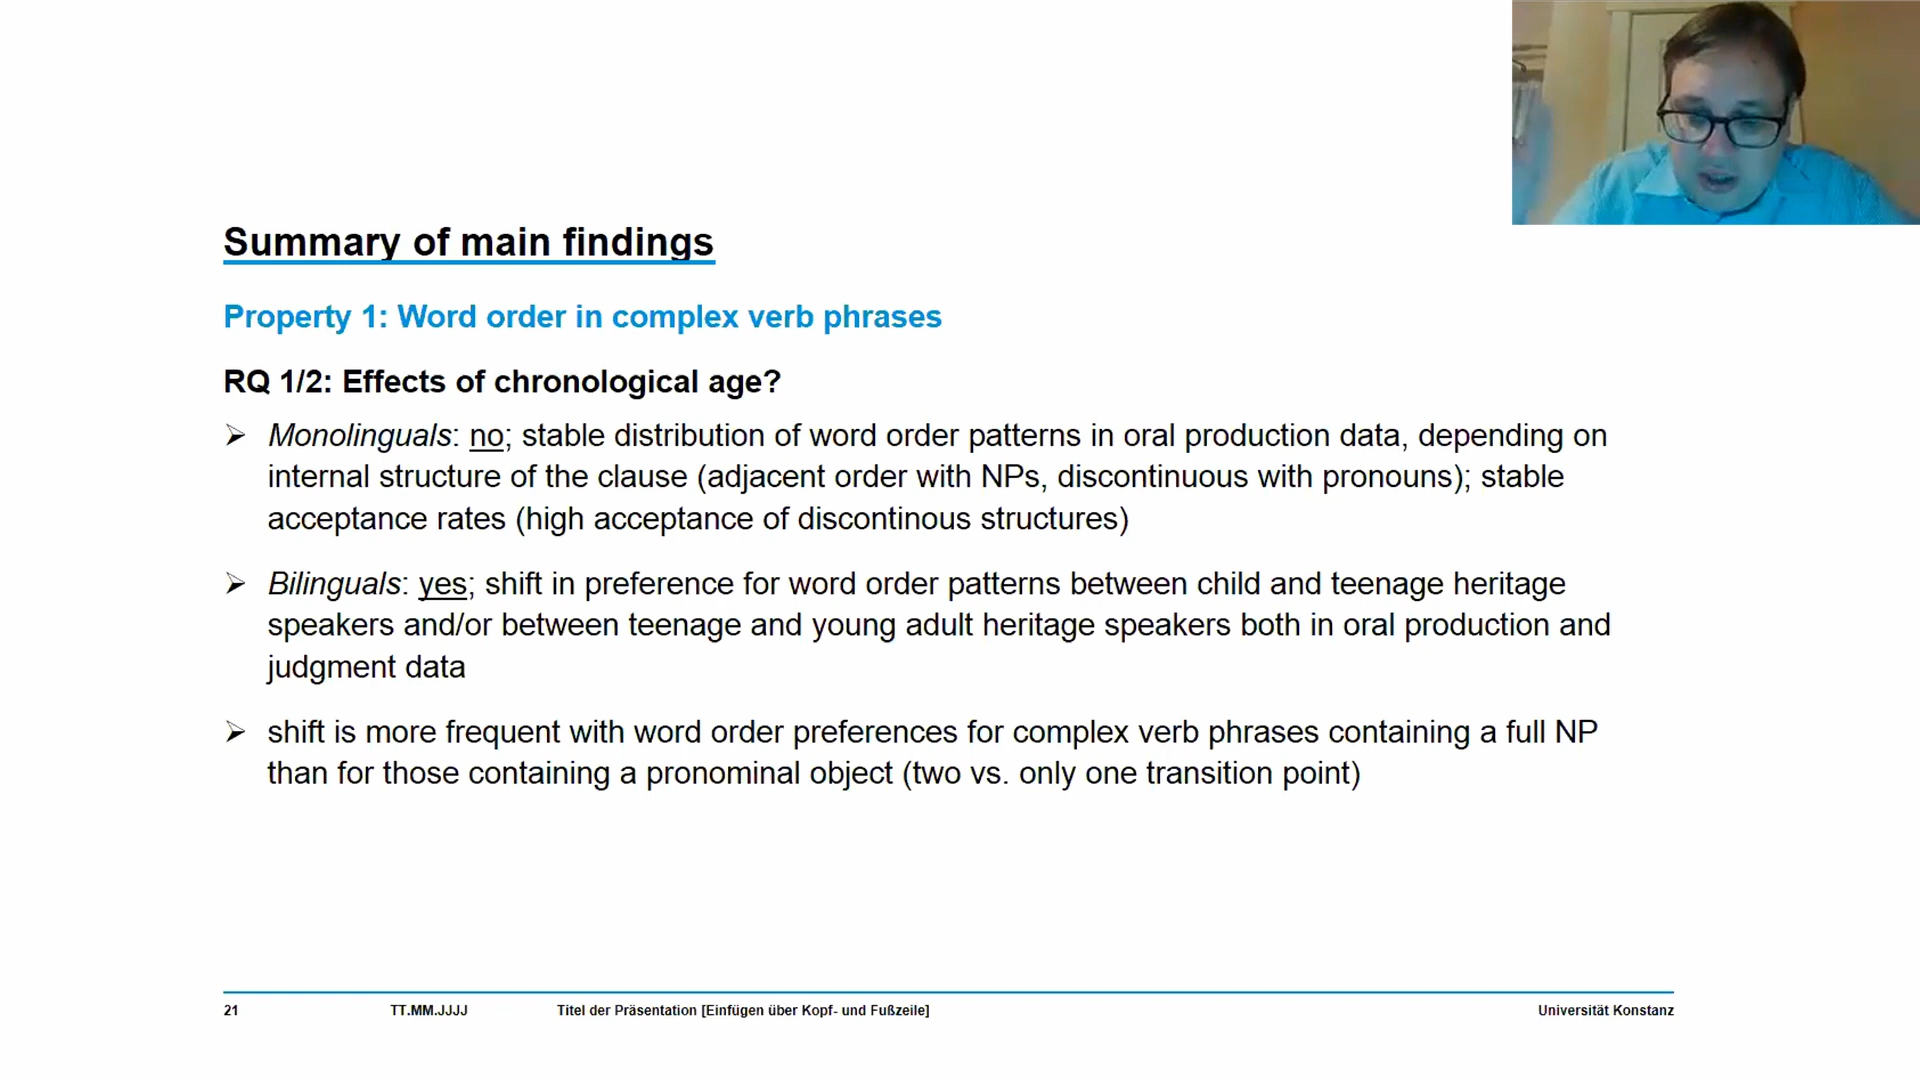 Summary of main findings
Property 1: Word order in complex verb phrases
RQ 1/2: Effects of chronological age?
➢ Monolinguals: no; stable distribution of word order patterns in oral production data, depending on
internal structure of the clause (adjacent order with NPs, discontinuous with pronouns); stable
acceptance rates (high acceptance of discontinous structures)
➢ Bilinguals: yes; shift in preference for word order patterns between child and teenage heritage
speakers and/or between teenage and young adult heritage speakers both in oral production and
judgment data
➢ shift is more frequent with word order preferences for complex verb phrases containing a full NP
than for those containing a pronominal object (two vs. only one transition point)
21 TT.MM.JJJJ Titel der Präsentation [Einfügen über Kopf- und Fußzeile] Universität Konstanz